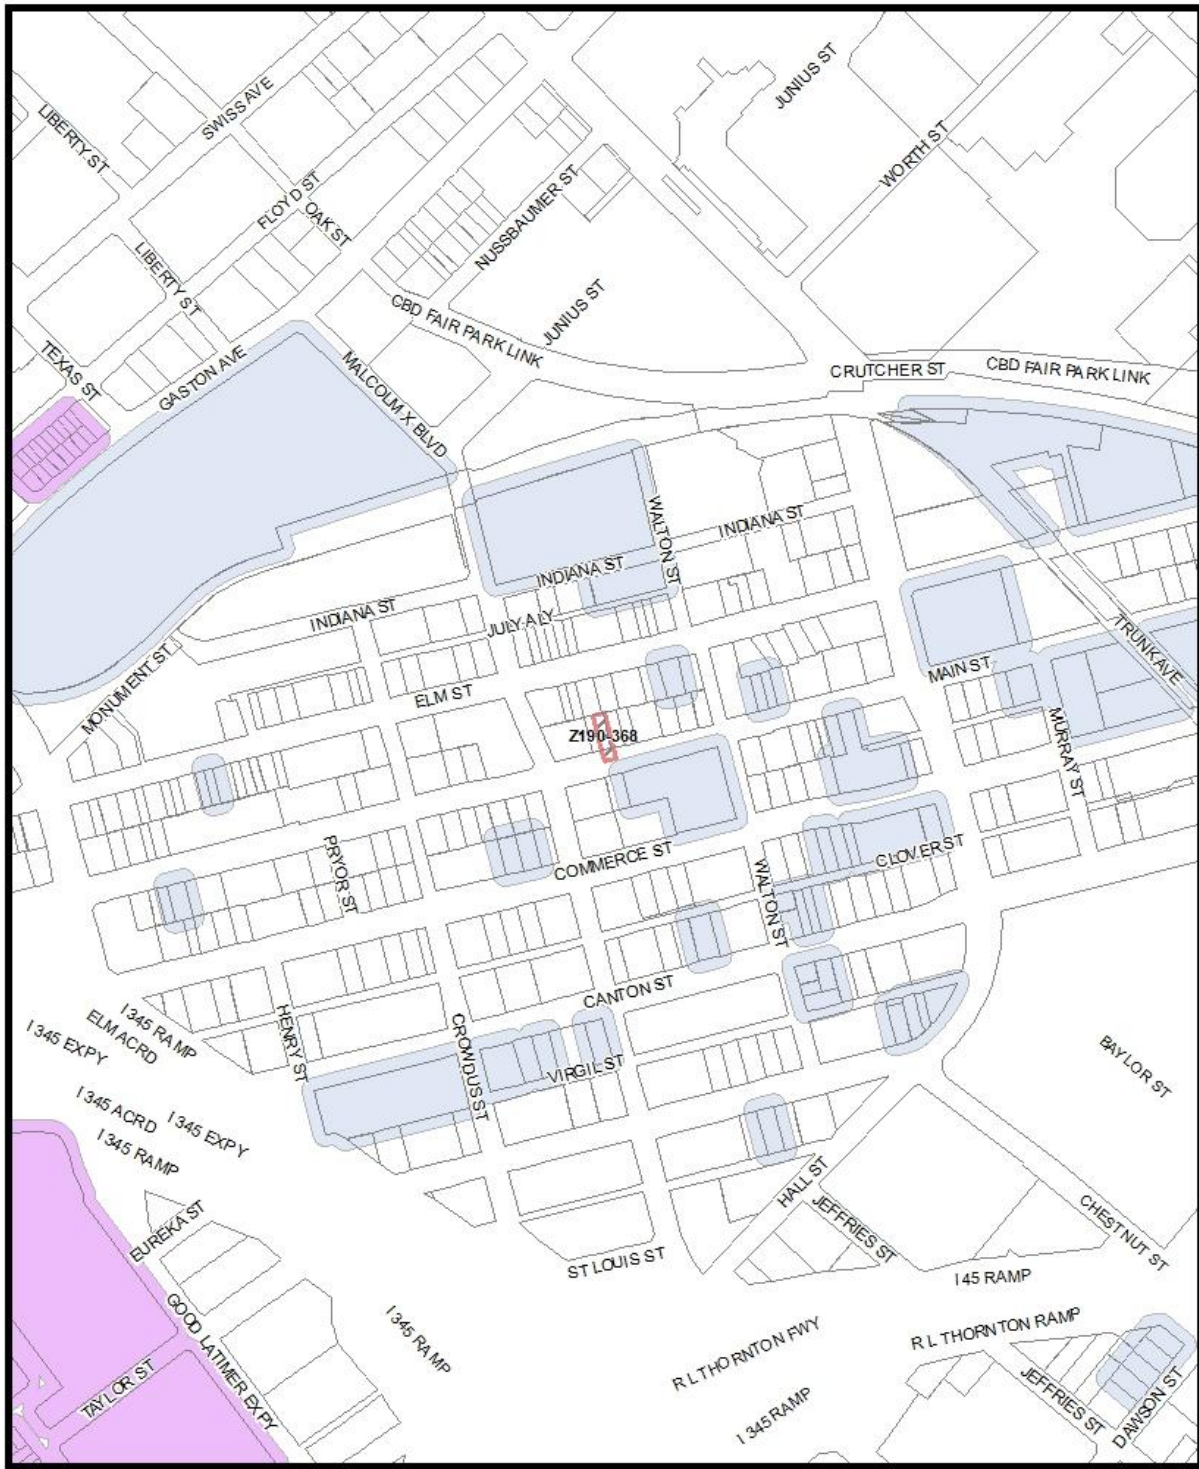 JUNIUS ST
LIBERTY ST
SWISS AVE
WORTH ST
FLOYD ST
OAK ST
NUSSBAUMER ST
LIBERTY ST
JUNIUS ST
CBD FAIR PARK LINK
TEXAS ST
GASTON AVE
MALCOLM X BLVD
CRUTCHER ST
CBD FAIR PARK LINK
WALTON ST
INDIANA ST
INDIANA ST
INDIANA ST
JULY ALY
MONUMENT ST
ELM ST
MAIN ST
TRUNK AVE
Z190-368
MURRAY ST
PRYOR ST
COMMERCE ST
CLOVER ST
WALTON ST
CANTON ST
HENRY ST
CROWDUS ST
VIRGIL ST
I 345 RAMP
ELM ACRD
I 345 EXPY
BAYLOR ST
I 345 ACRD
I 345 EXPY
I 345 RAMP
HALL ST
JEFFRIES ST
CHESTNUT ST
EUREKA ST
ST LOUIS ST
I 45 RAMP
GOOD LATIMER EXPY
I 345 RAMP
R L THORNTON FWY
R L THORNTON RAMP
TAYLOR ST
I 345 RAMP
JEFFRIES ST
DAWSON ST